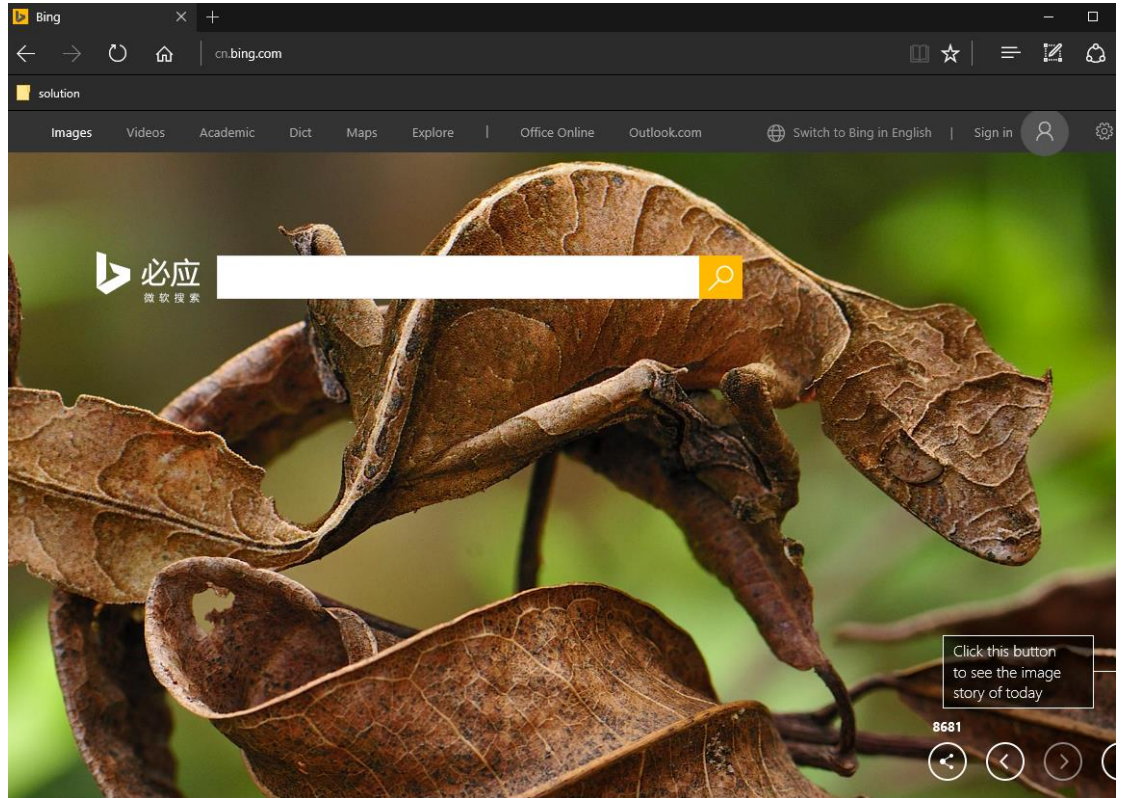 Bing
cn.bing.com
solution
Images Videos Academic Dict Maps Explore | Office Online Outlook.com Switch to Bing in English | Sign in
必应
微软搜索
Click this button
to see the image
story of today
8681